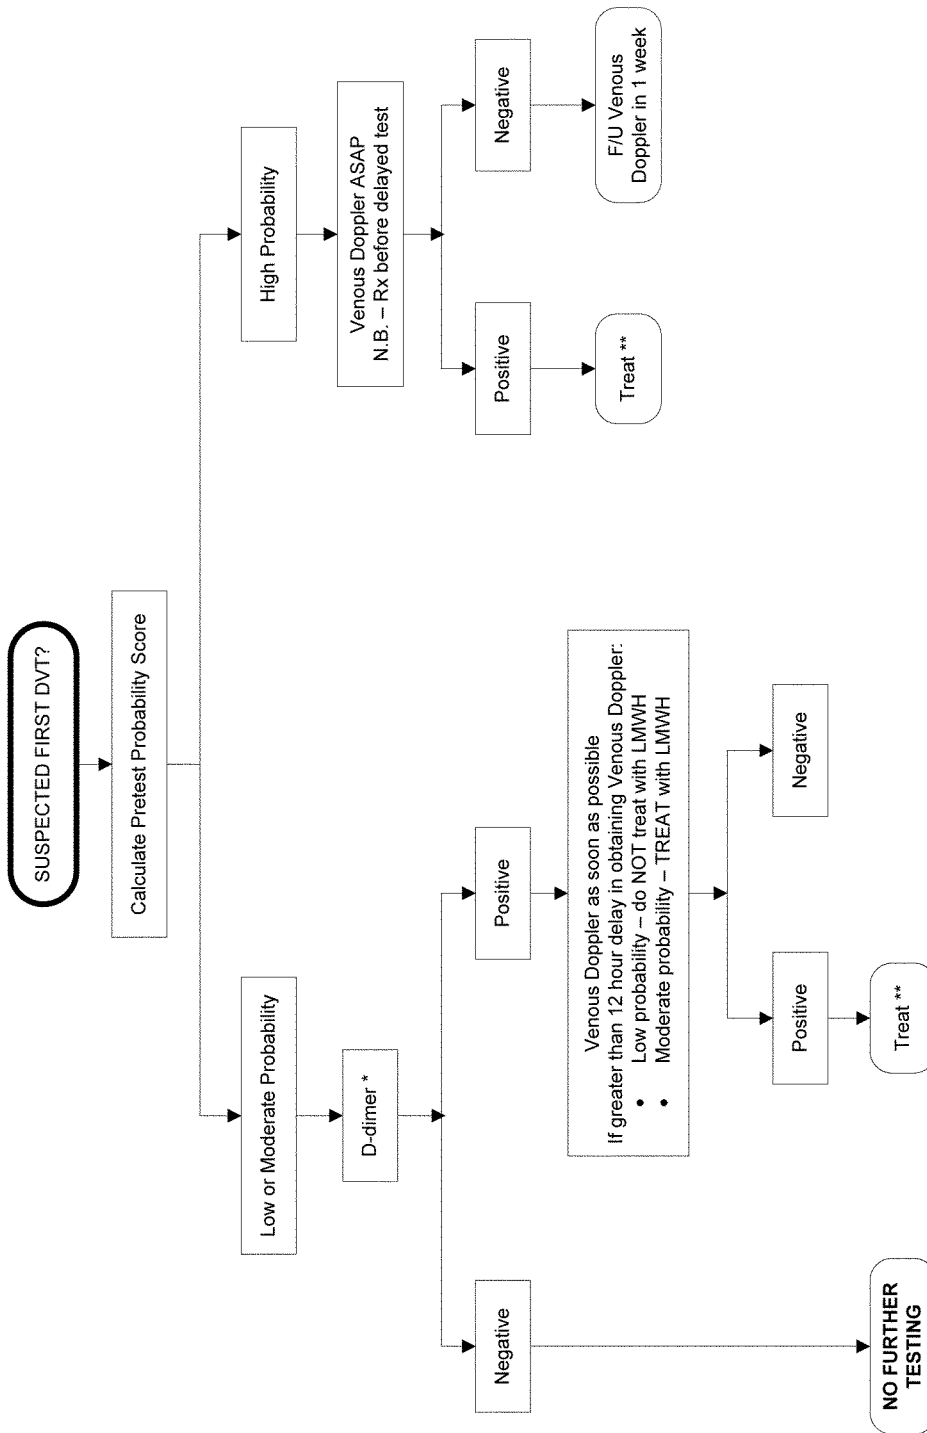 SUSPECTED FIRST DVT?
Calculate Pretest Probability Score
Low or Moderate Probability
High Probability
D-dimer *
Venous Doppler ASAP
N.B. – Rx before delayed test
Negative
Positive
Positive
Negative
Venous Doppler as soon as possible
If greater than 12 hour delay in obtaining Venous Doppler:
• Low probability – do NOT treat with LMWH
• Moderate probability – TREAT with LMWH
Treat **
F/U Venous
Doppler in 1 week
Positive
Negative
NO FURTHER
TESTING
Treat **